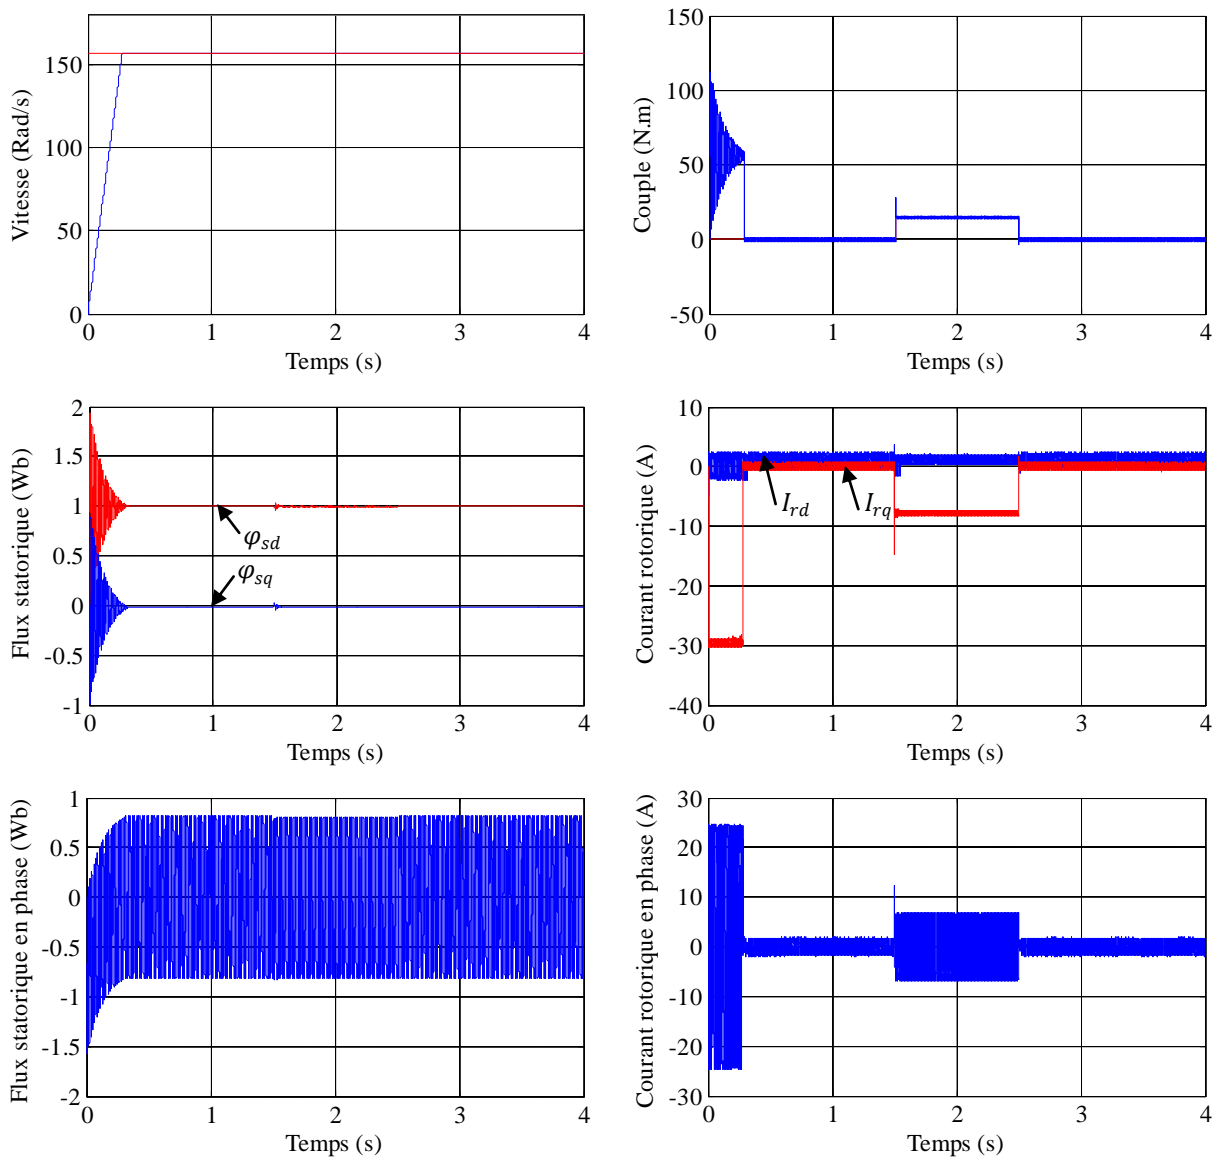 Vitesse (Rad/s)
150
100
50
0
0 1 2 3 4
Temps (s)
Couple (N.m)
150
100
50
0
-50
0 1 2 3 4
Temps (s)
Flux statorique (Wb)
2
1.5
1
0.5
0
-0.5
-1
φsd
φsq
0 1 2 3 4
Temps (s)
Courant rotorique (A)
10
0
-10
-20
-30
-40
Ird
Irq
0 1 2 3 4
Temps (s)
Flux statorique en phase (Wb)
1
0.5
0
-0.5
-1
-1.5
-2
0 1 2 3 4
Temps (s)
Courant rotorique en phase (A)
30
20
10
0
-10
-20
-30
0 1 2 3 4
Temps (s)